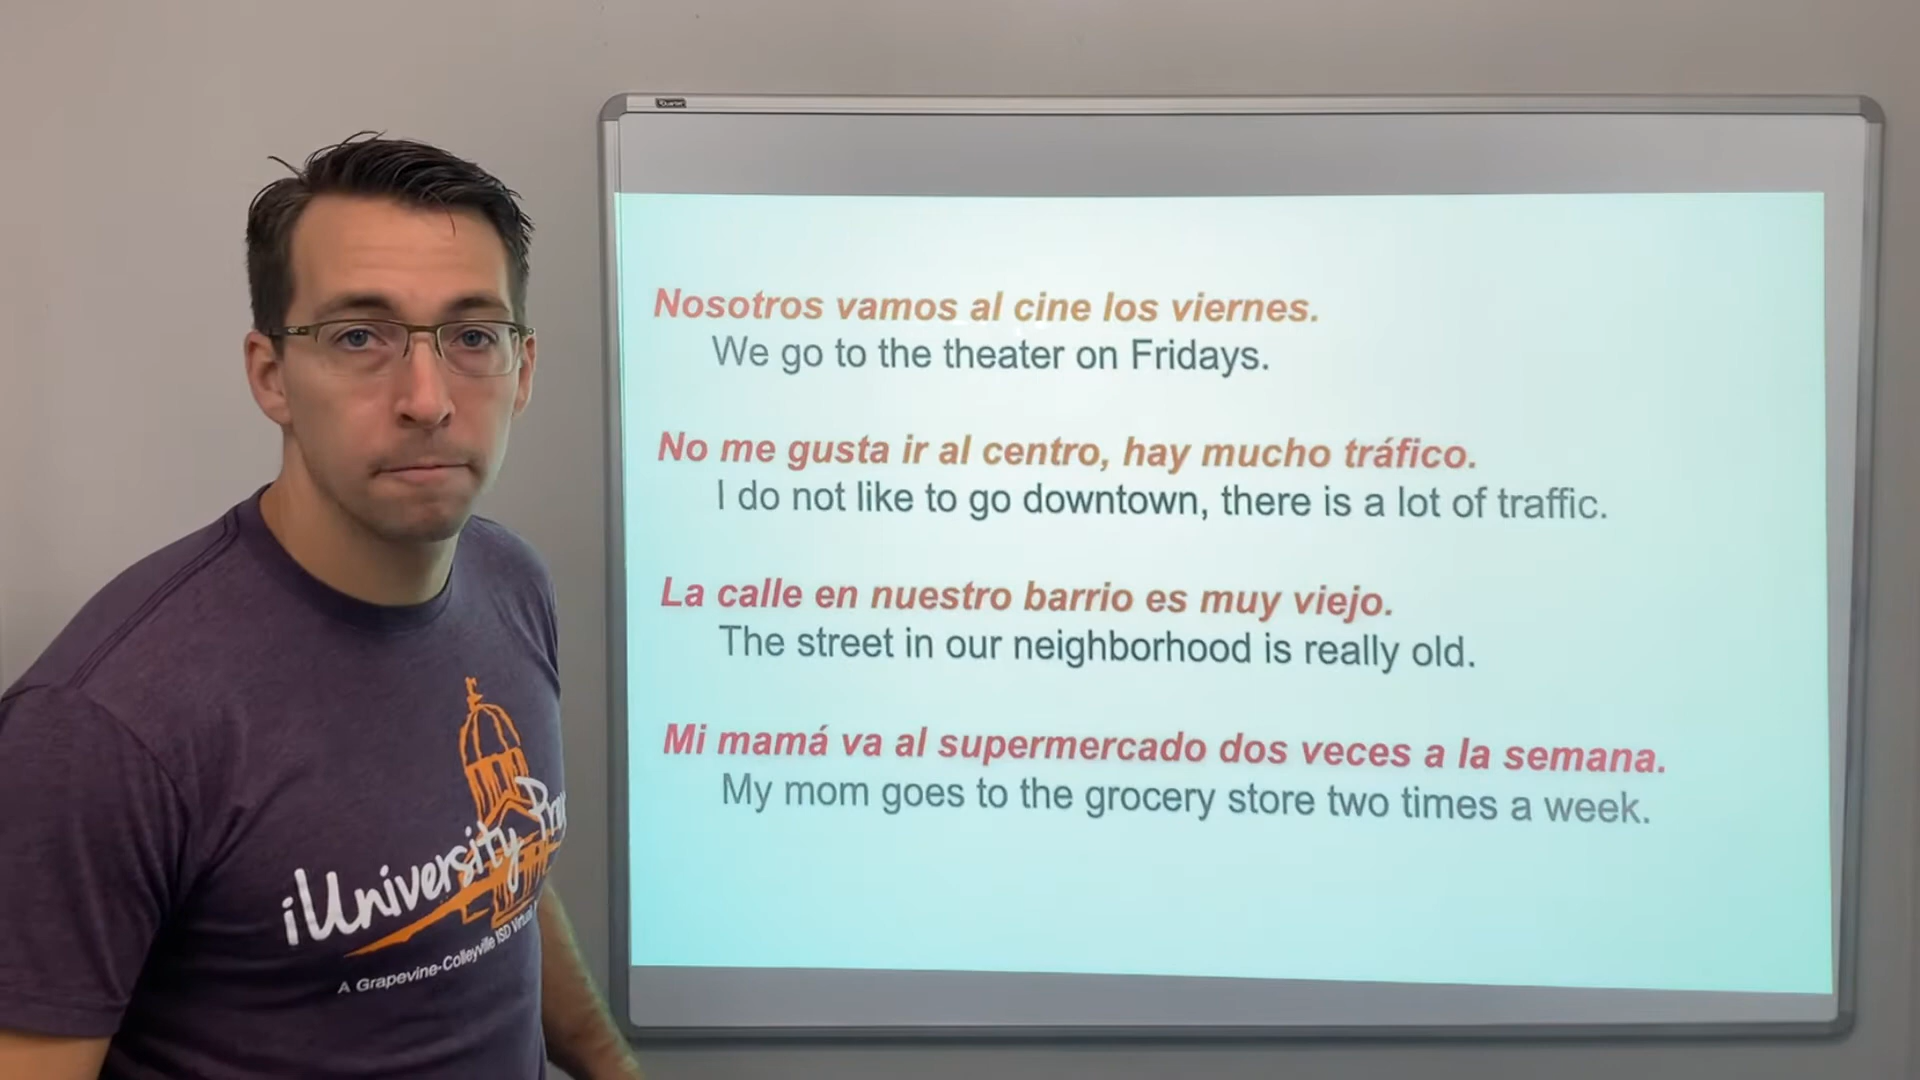 Quartet
Nosotros vamos al cine los viernes.
We go to the theater on Fridays.
No me gusta ir al centro, hay mucho tráfico.
I do not like to go downtown, there is a lot of traffic.
La calle en nuestro barrio es muy viejo.
The street in our neighborhood is really old.
Mi mamá va al supermercado dos veces a la semana.
My mom goes to the grocery store two times a week.
iUniversity
A Grapevine-Colleyville ISD